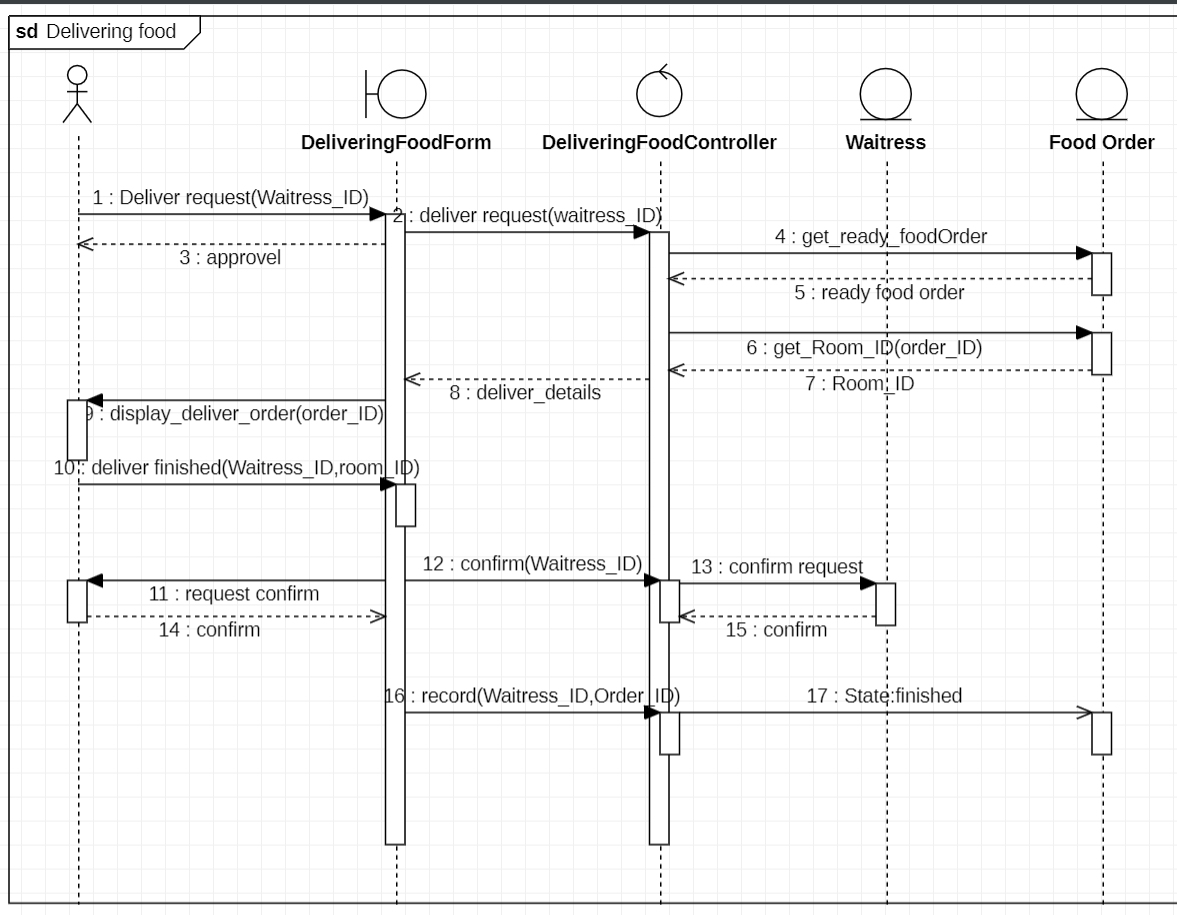 sd Delivering food
DeliveringFoodForm
DeliveringFoodController
Waitress
Food Order
1 : Deliver request(Waitress_ID)
2 : deliver request(waitress_ID)
3 : approvel
4 : get_ready_foodOrder
5 : ready food order
6 : get_Room_ID(order_ID)
7 : Room_ID
8 : deliver_details
9 : display_deliver_order(order_ID)
10 : deliver finished(Waitress_ID,room_ID)
12 : confirm(Waitress_ID)
13 : confirm request
11 : request confirm
14 : confirm
15 : confirm
16 : record(Waitress_ID,Order_ID)
17 : State:finished